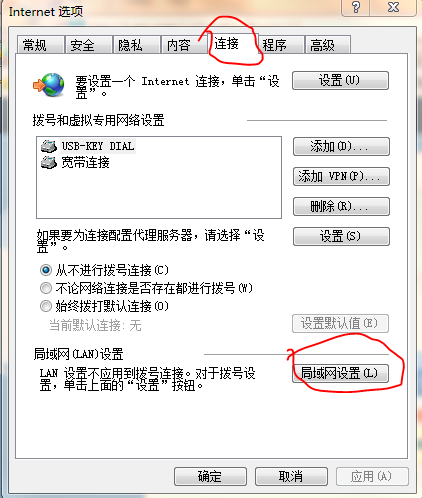 Internet 选项
?
常规 安全 隐私 内容 连接 程序 高级
要设置一个 Internet 连接，单击“设
置”。
设置(U)
拨号和虚拟专用网络设置
USB-KEY DIAL
宽带连接
添加(D)...
添加 VPN(P)...
删除(R)...
如果要为连接配置代理服务器，请选择“设
置”。
设置(S)
从不进行拨号连接(C)
不论网络连接是否存在都进行拨号(W)
始终拨打默认连接(O)
当前默认连接: 无
设置默认值(E)
局域网(LAN)设置
LAN 设置不应用到拨号连接。对于拨号设
置，单击上面的“设置”按钮。
局域网设置(L)
确定 取消 应用(A)